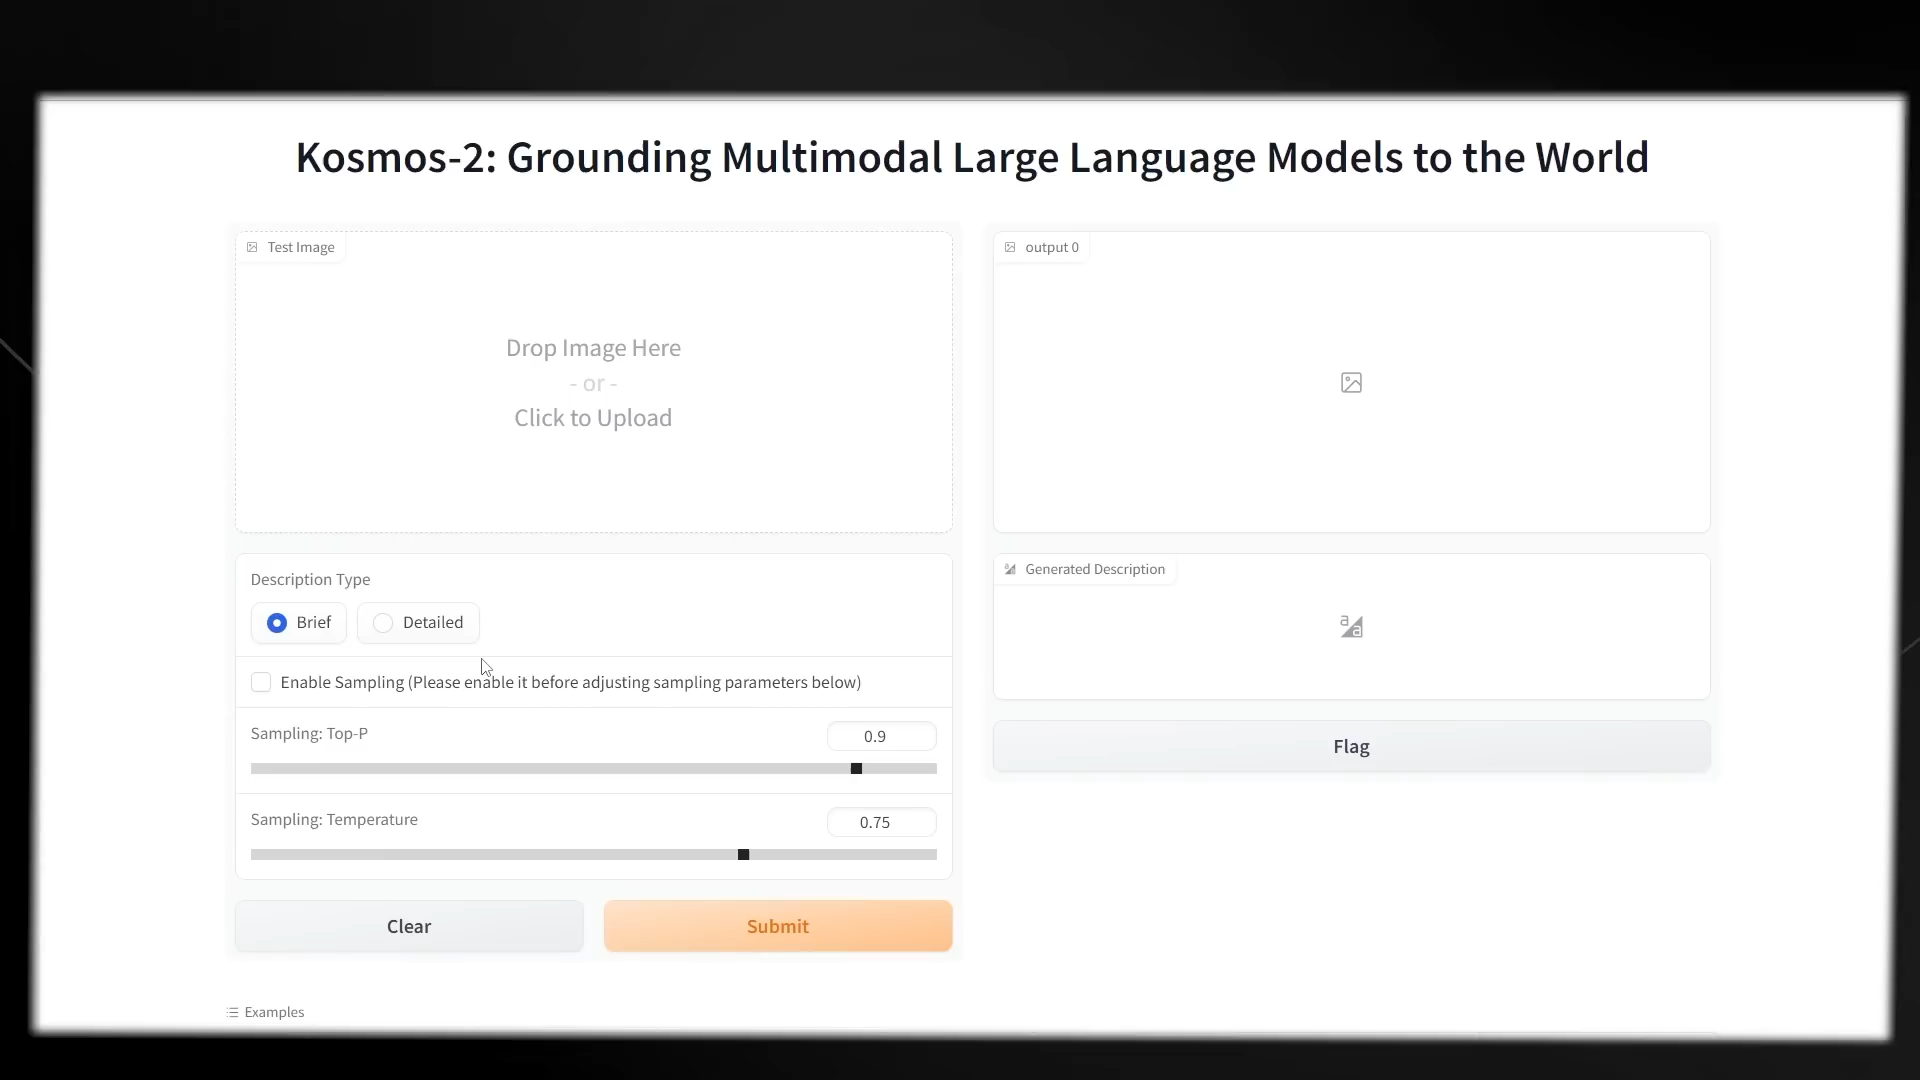 Kosmos-2: Grounding Multimodal Large Language Models to the World
Test Image
Drop Image Here
- or -
Click to Upload
Description Type
Brief
Detailed
Enable Sampling (Please enable it before adjusting sampling parameters below)
Sampling: Top-P
0.9
Sampling: Temperature
0.75
Clear
Submit
output 0
Generated Description
Flag
Examples